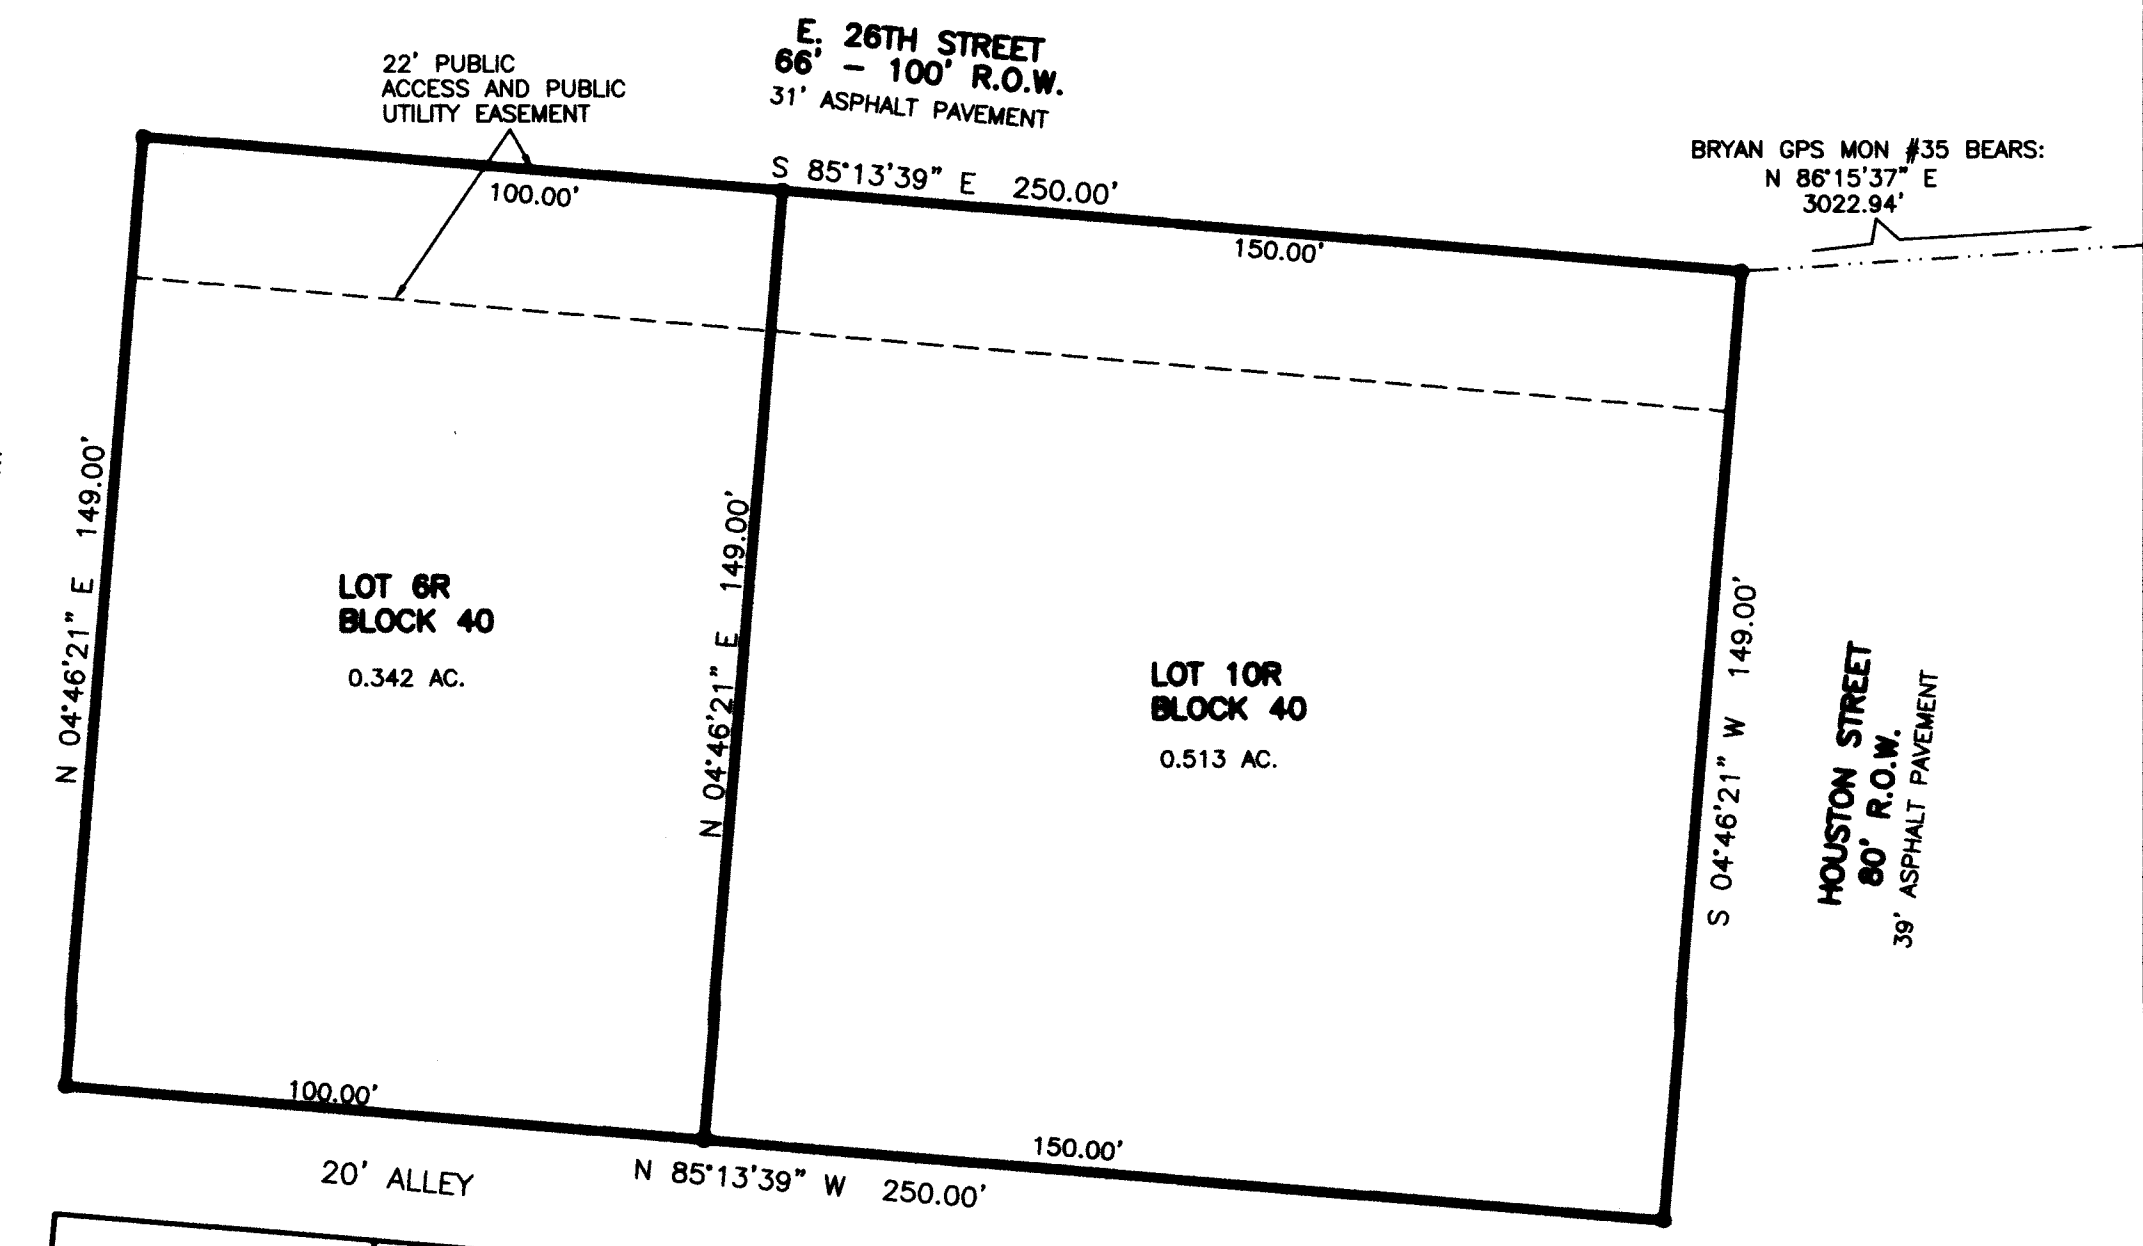 E. 26TH STREET
66' - 100' R.O.W.
31' ASPHALT PAVEMENT
22' PUBLIC
ACCESS AND PUBLIC
UTILITY EASEMENT
BRYAN GPS MON #35 BEARS:
N 86°15'37" E
3022.94'
S 85°13'39" E 250.00'
100.00'
150.00'
N 04°46'21" E 149.00'
LOT 6R
BLOCK 40
0.342 AC.
N 04°46'21" E 149.00'
LOT 10R
BLOCK 40
0.513 AC.
S 04°46'21" W 149.00'
HOUSTON STREET
80' R.O.W.
39' ASPHALT PAVEMENT
100.00'
150.00'
20' ALLEY
N 85°13'39" W 250.00'